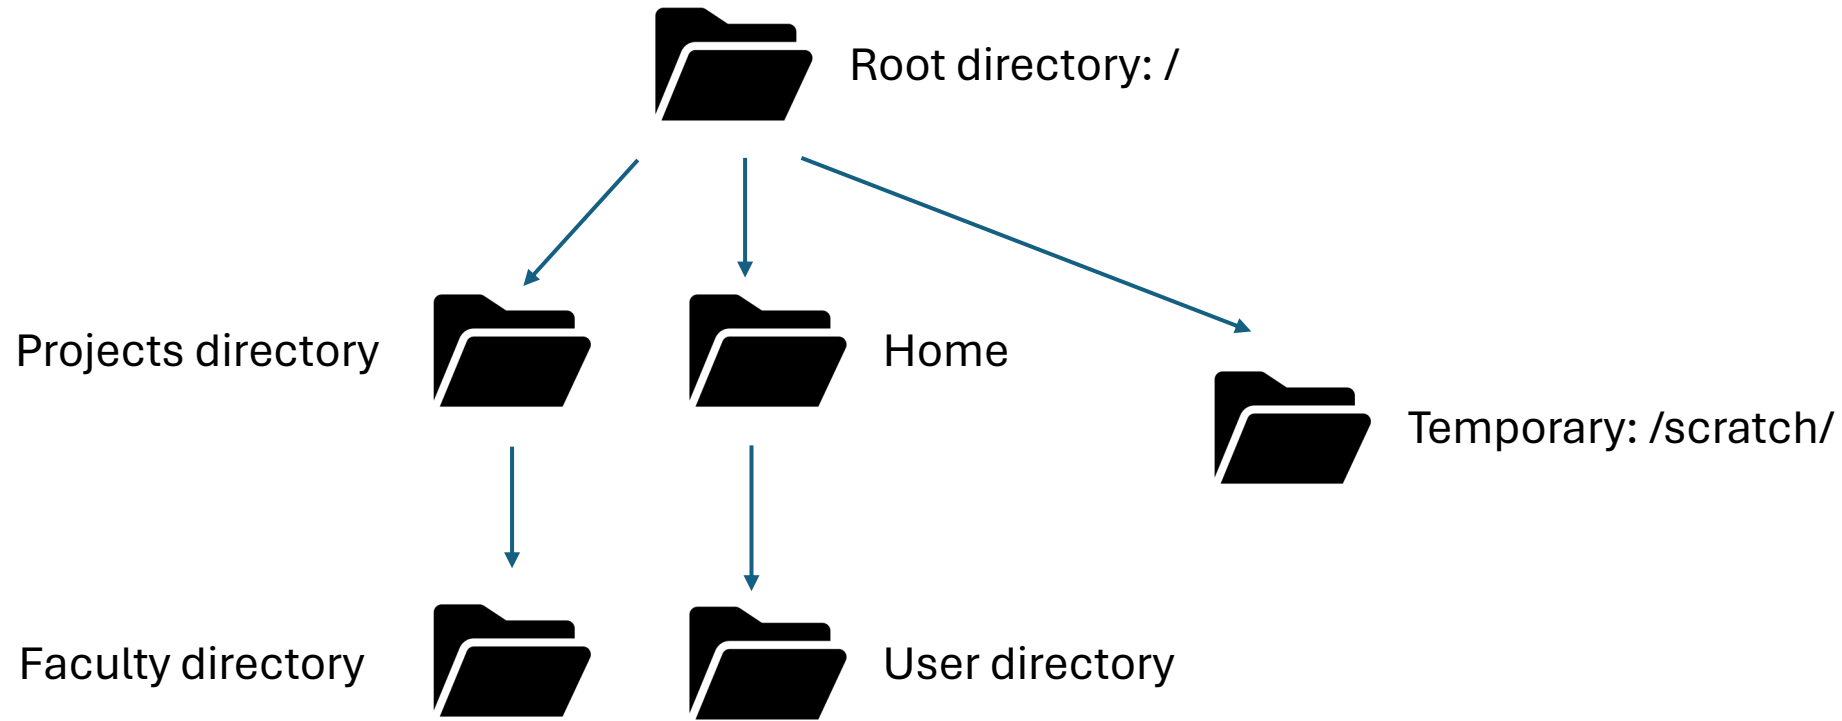 Root directory: /
Projects directory
Home
Temporary: /scratch/
Faculty directory
User directory